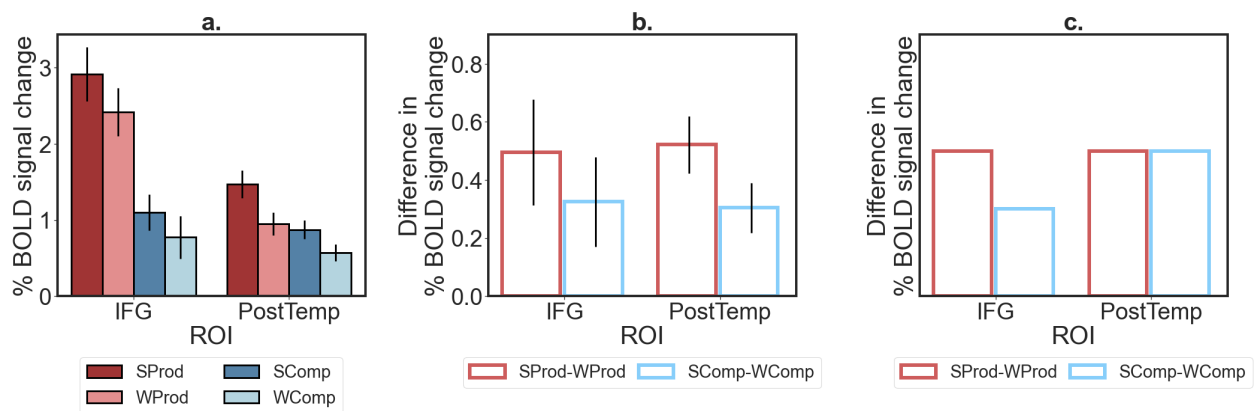 a.
% BOLD signal change
3
2
1
0
IFG
PostTemp
ROI
SProd
SComp
WProd
WComp
b.
Difference in
% BOLD signal change
0.8
0.6
0.4
0.2
0.0
IFG
PostTemp
ROI
SProd-WProd
SComp-WComp
c.
Difference in
% BOLD signal change
IFG
PostTemp
ROI
SProd-WProd
SComp-WComp